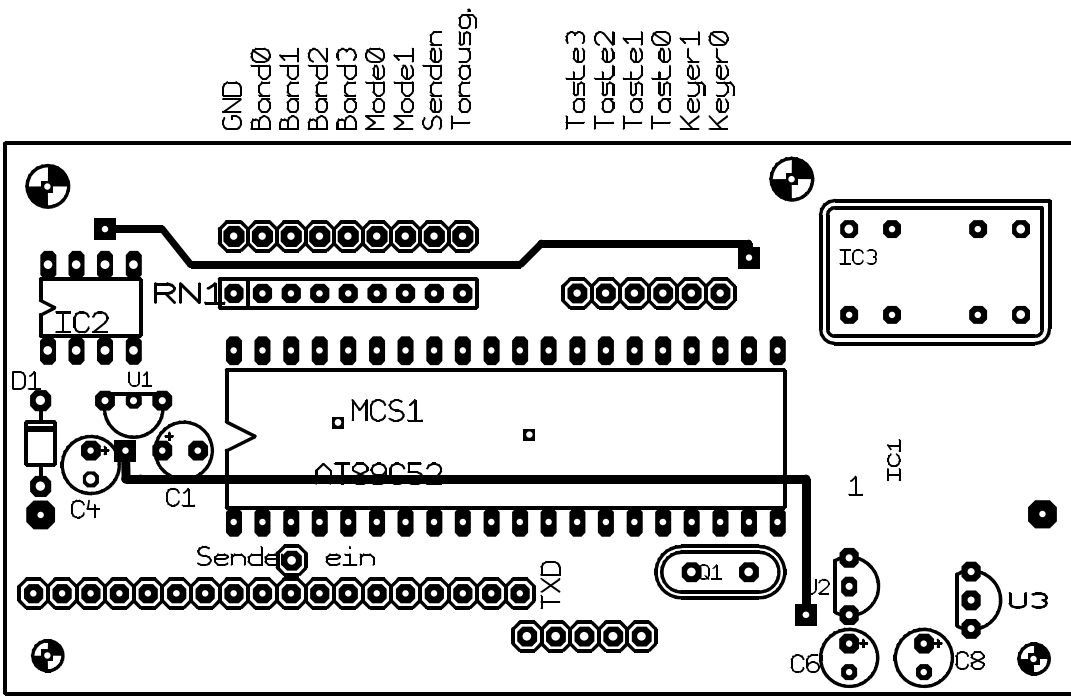 GND
Band0
Band1
Band2
Band3
Mode0
Mode1
Senden
Tonausg.
Taste3
Taste2
Taste1
Taste0
Keyer1
Keyer0
IC3
RN1
IC2
D1
U1
MCS1
AT89C52
IC1
1
C4
C1
Sende ein
TXD
Q1
U2
U3
C6
C8